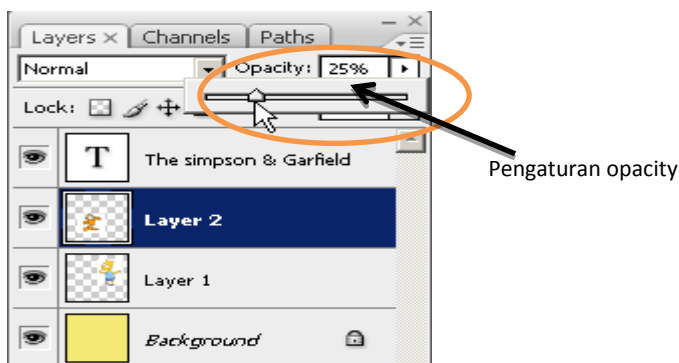 Layers × Channels Paths
Normal Opacity: 25%
Lock:
T The simpson & Garfield
Pengaturan opacity
Layer 2
Layer 1
Background